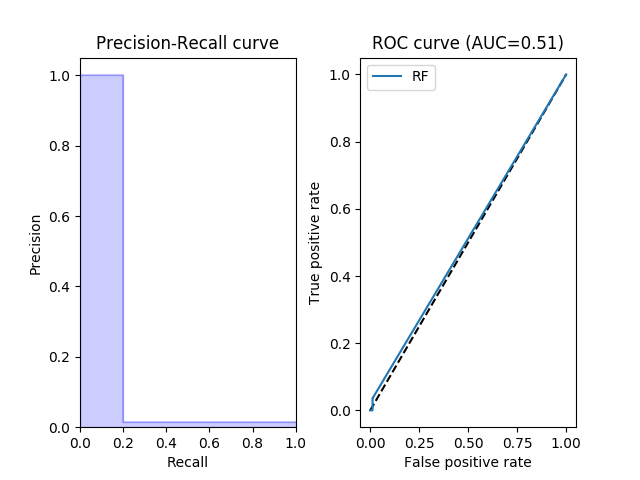 Precision-Recall curve
1.0
0.8
0.6
0.4
0.2
0.0
Precision
0.0 0.2 0.4 0.6 0.8 1.0
Recall
ROC curve (AUC=0.51)
RF
1.0
0.8
0.6
0.4
0.2
0.0
True positive rate
0.00 0.25 0.50 0.75 1.00
False positive rate